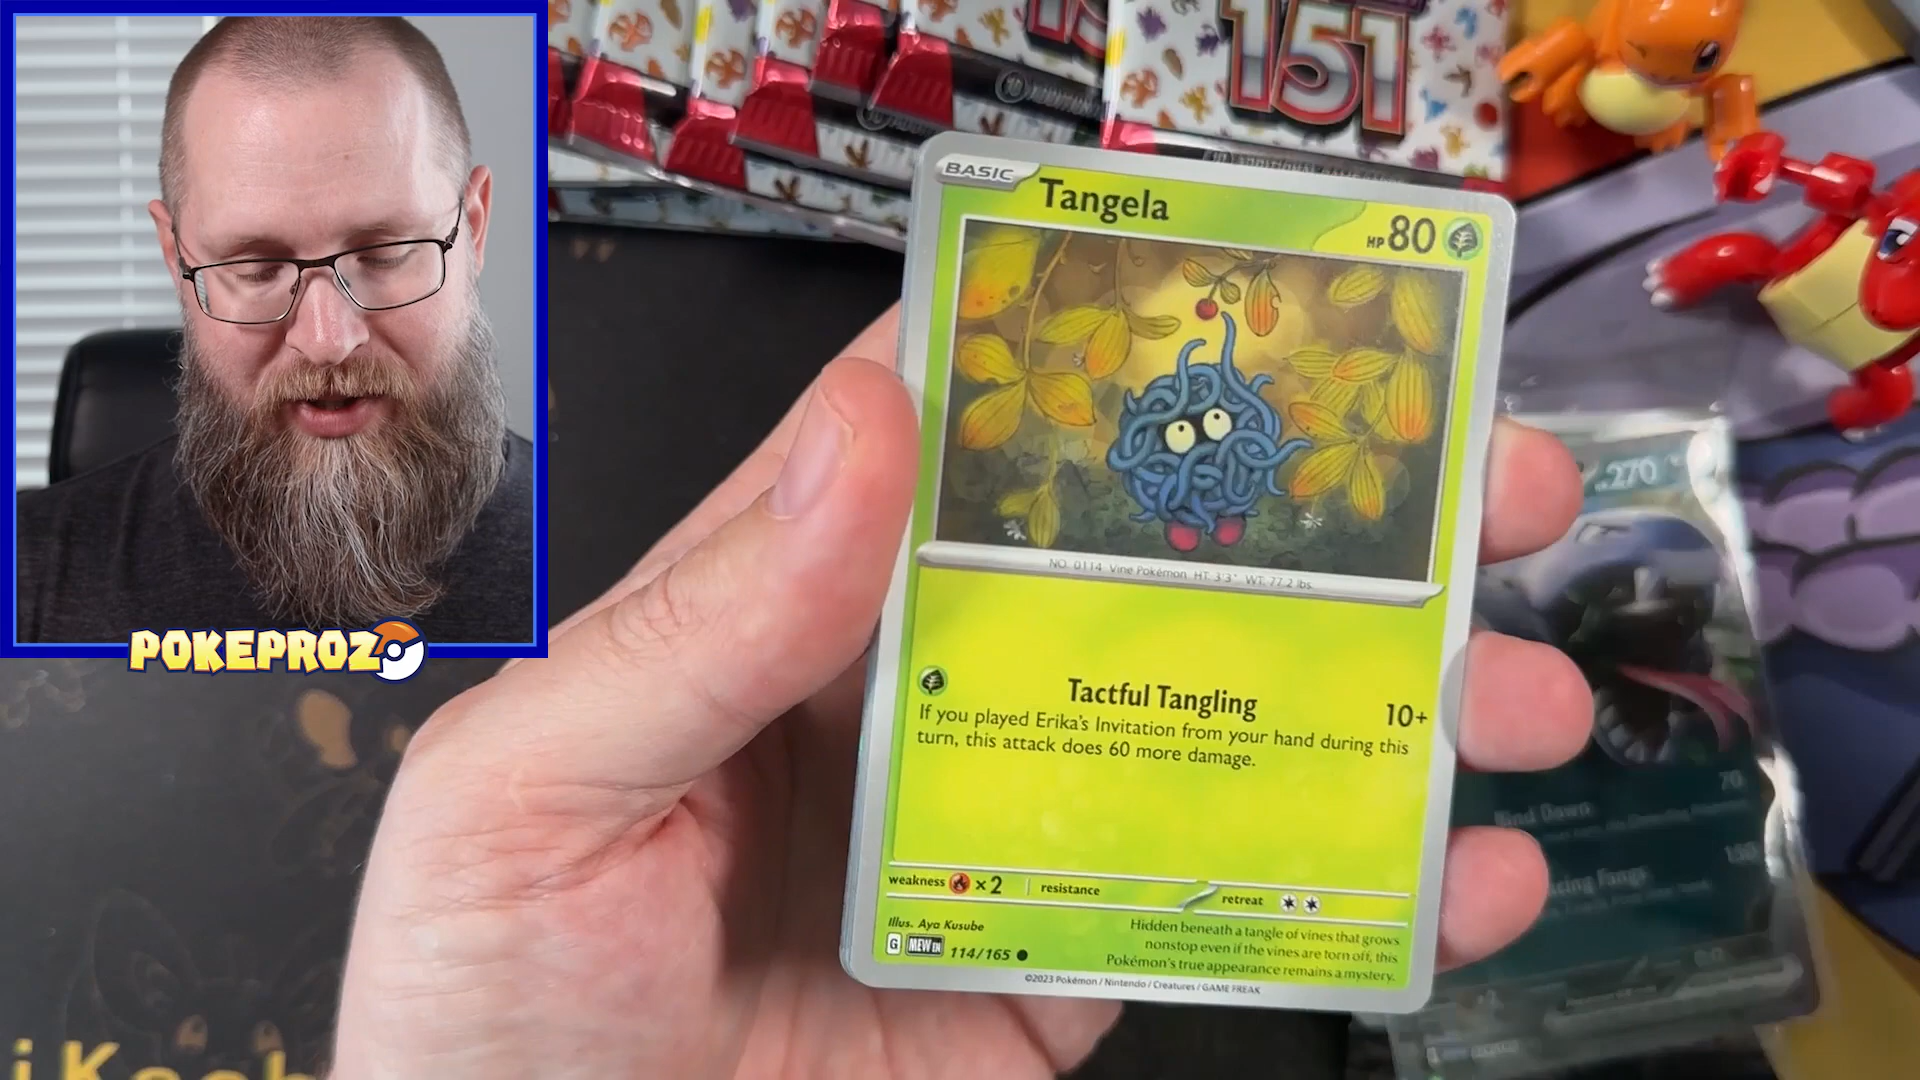 151
BASIC
Tangela
HP 80
NO. 0114 Vine Pokémon HT: 3'3" WT: 77.2 lbs.
Tactful Tangling 10+
If you played Erika's Invitation from your hand during this
turn, this attack does 60 more damage.
weakness ×2 resistance
retreat
Illus. Aya Kusube
G MEW EN 114/165
Hidden beneath a tangle of vines that grows
nonstop even if the vines are torn off, this
Pokémon's true appearance remains a mystery.
©2023 Pokémon / Nintendo / Creatures / GAME FREAK
POKEPROZ
270
70
Fangs